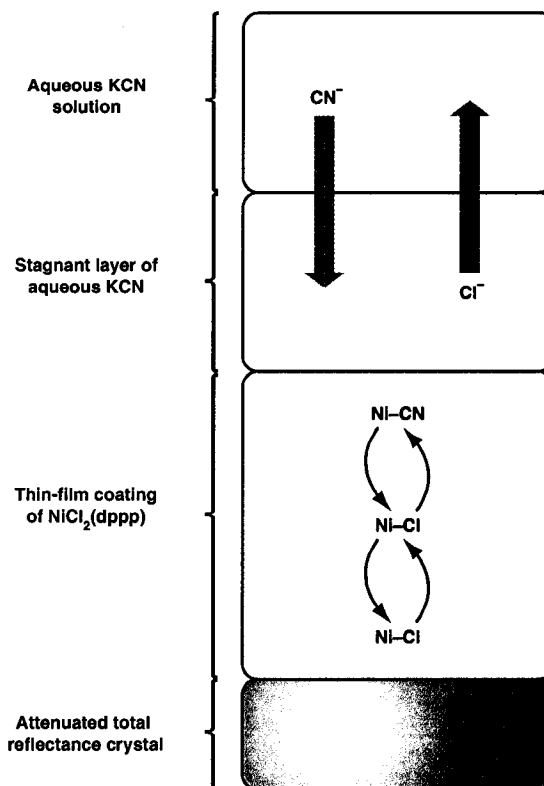 Aqueous KCN
solution
CN⁻
Stagnant layer of
aqueous KCN
Cl⁻
Ni–CN
Thin-film coating
of NiCl₂(dppp)
Ni–Cl
Ni–Cl
Attenuated total
reflectance crystal